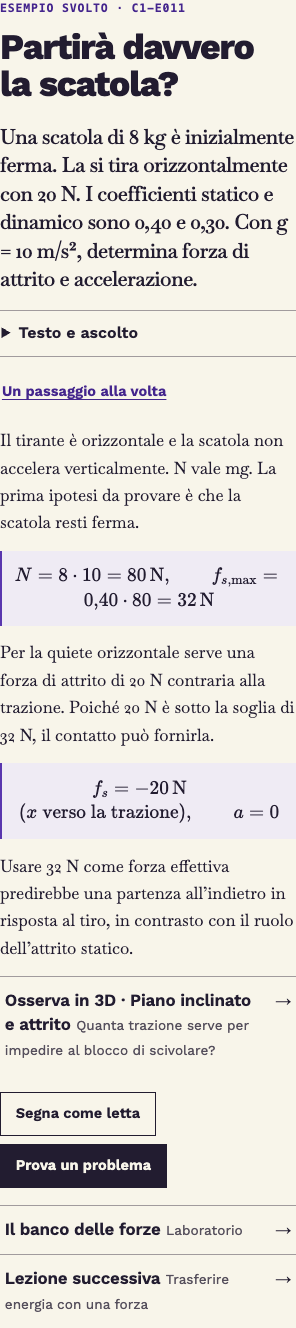 ESEMPIO SVOLTO · C1–E011
Partirà davvero
la scatola?
Una scatola di 8 kg è inizialmente
ferma. La si tira orizzontalmente
con 20 N. I coefficienti statico e
dinamico sono 0,40 e 0,30. Con g
= 10 m/s², determina forza di
attrito e accelerazione.
▶ Testo e ascolto
Un passaggio alla volta
Il tirante è orizzontale e la scatola non
accelera verticalmente. N vale mg. La
prima ipotesi da provare è che la
scatola resti ferma.
N = 8 · 10 = 80 N, f_{s,max} =
0,40 · 80 = 32 N
Per la quiete orizzontale serve una
forza di attrito di 20 N contraria alla
trazione. Poiché 20 N è sotto la soglia di
32 N, il contatto può fornirla.
f_s = −20 N
(x verso la trazione), a = 0
Usare 32 N come forza effettiva
predirebbe una partenza all’indietro in
risposta al tiro, in contrasto con il ruolo
dell’attrito statico.
Osserva in 3D · Piano inclinato →
e attrito Quanta trazione serve per
impedire al blocco di scivolare?
Segna come letta
Prova un problema
Il banco delle forze Laboratorio →
Lezione successiva Trasferire →
energia con una forza